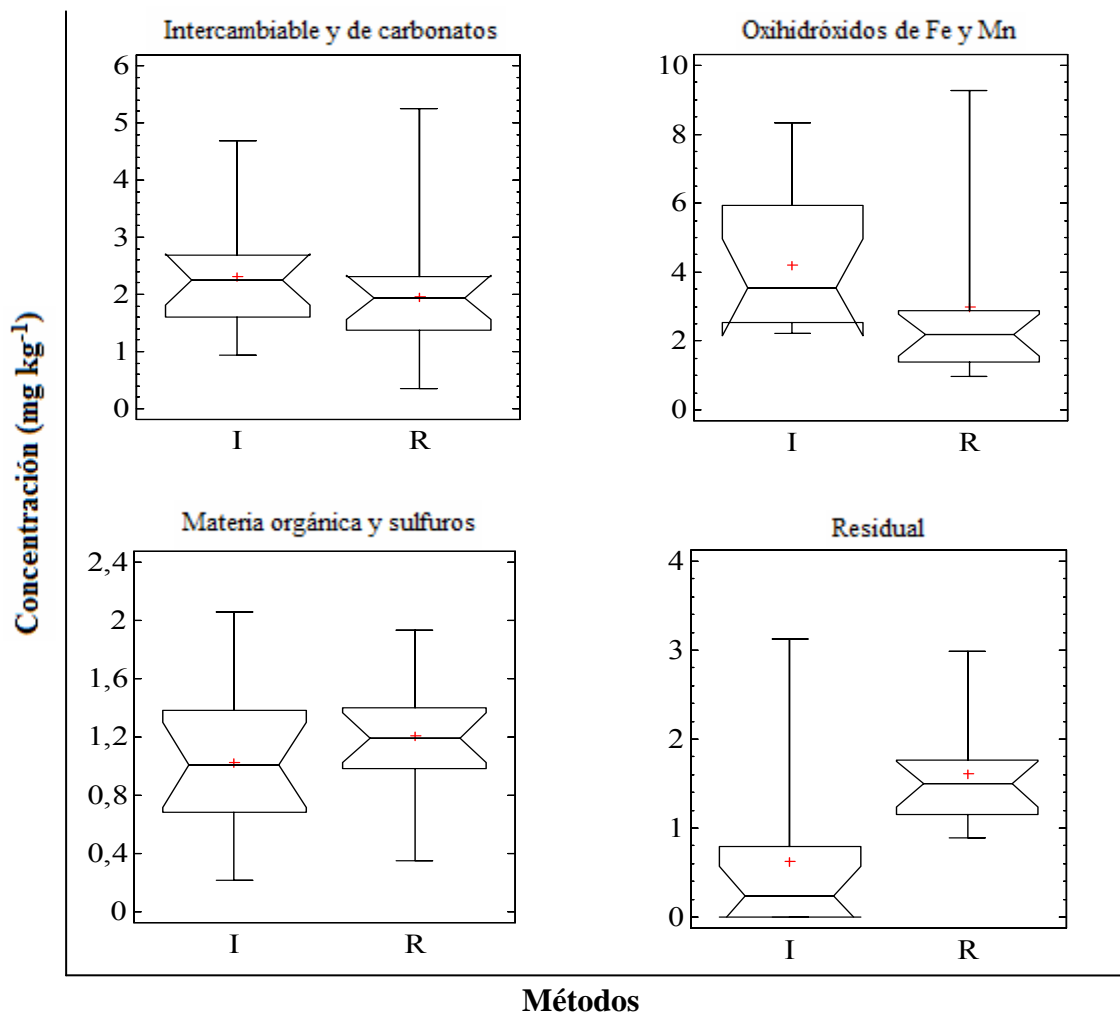 Intercambiable y de carbonatos
6
5
4
3
2
1
0
I R
Oxihidróxidos de Fe y Mn
10
8
6
4
2
0
I R
Concentración (mg kg-1)
Materia orgánica y sulfuros
2,4
2
1,6
1,2
0,8
0,4
0
I R
Residual
4
3
2
1
0
I R
Métodos